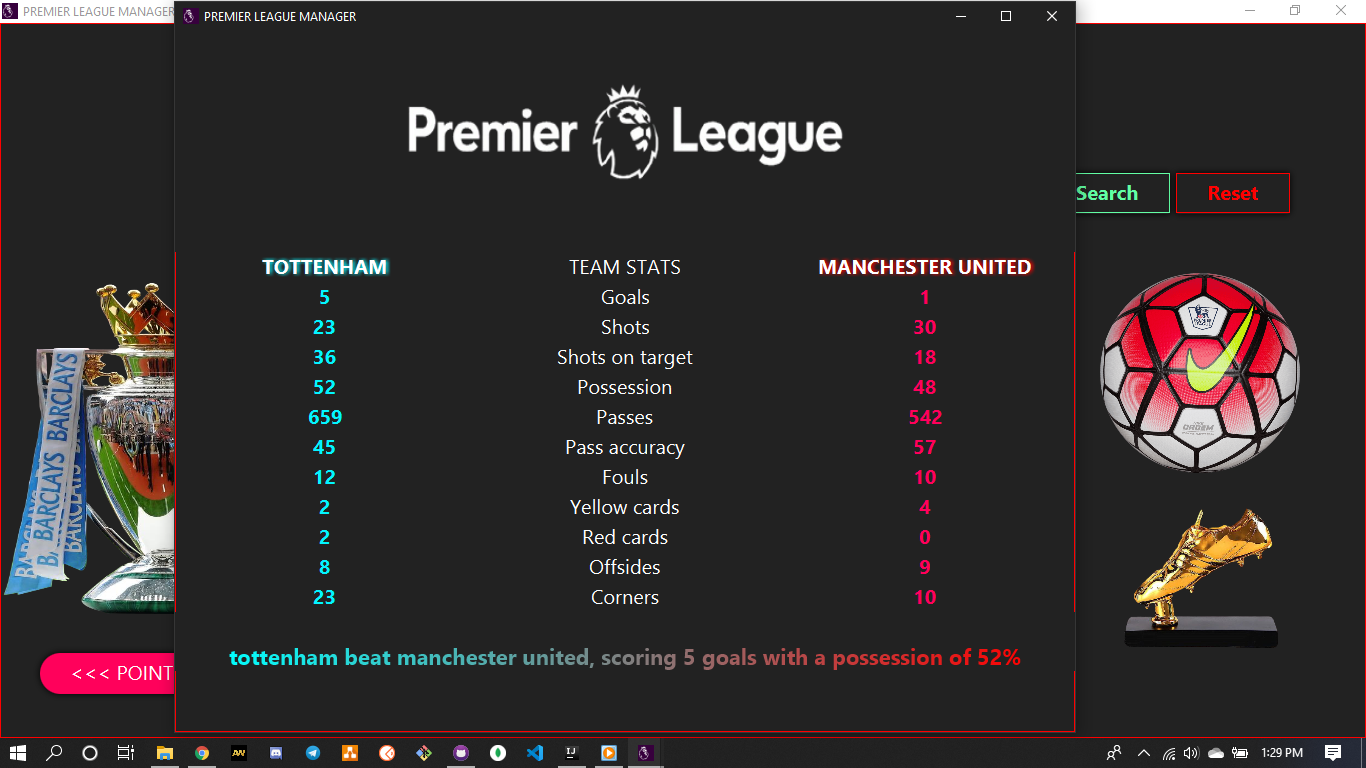 PREMIER LEAGUE MANAGER
PREMIER LEAGUE MANAGER
Premier League
Search
Reset
TOTTENHAM TEAM STATS MANCHESTER UNITED
5 Goals 1
23 Shots 30
36 Shots on target 18
52 Possession 48
659 Passes 542
45 Pass accuracy 57
12 Fouls 10
2 Yellow cards 4
2 Red cards 0
8 Offsides 9
23 Corners 10
BARCLAYS
B. BARCLAYS
BARCLAYS
ORDEM
tottenham beat manchester united, scoring 5 goals with a possession of 52%
<<< POINT
AW
IJ
1:29 PM